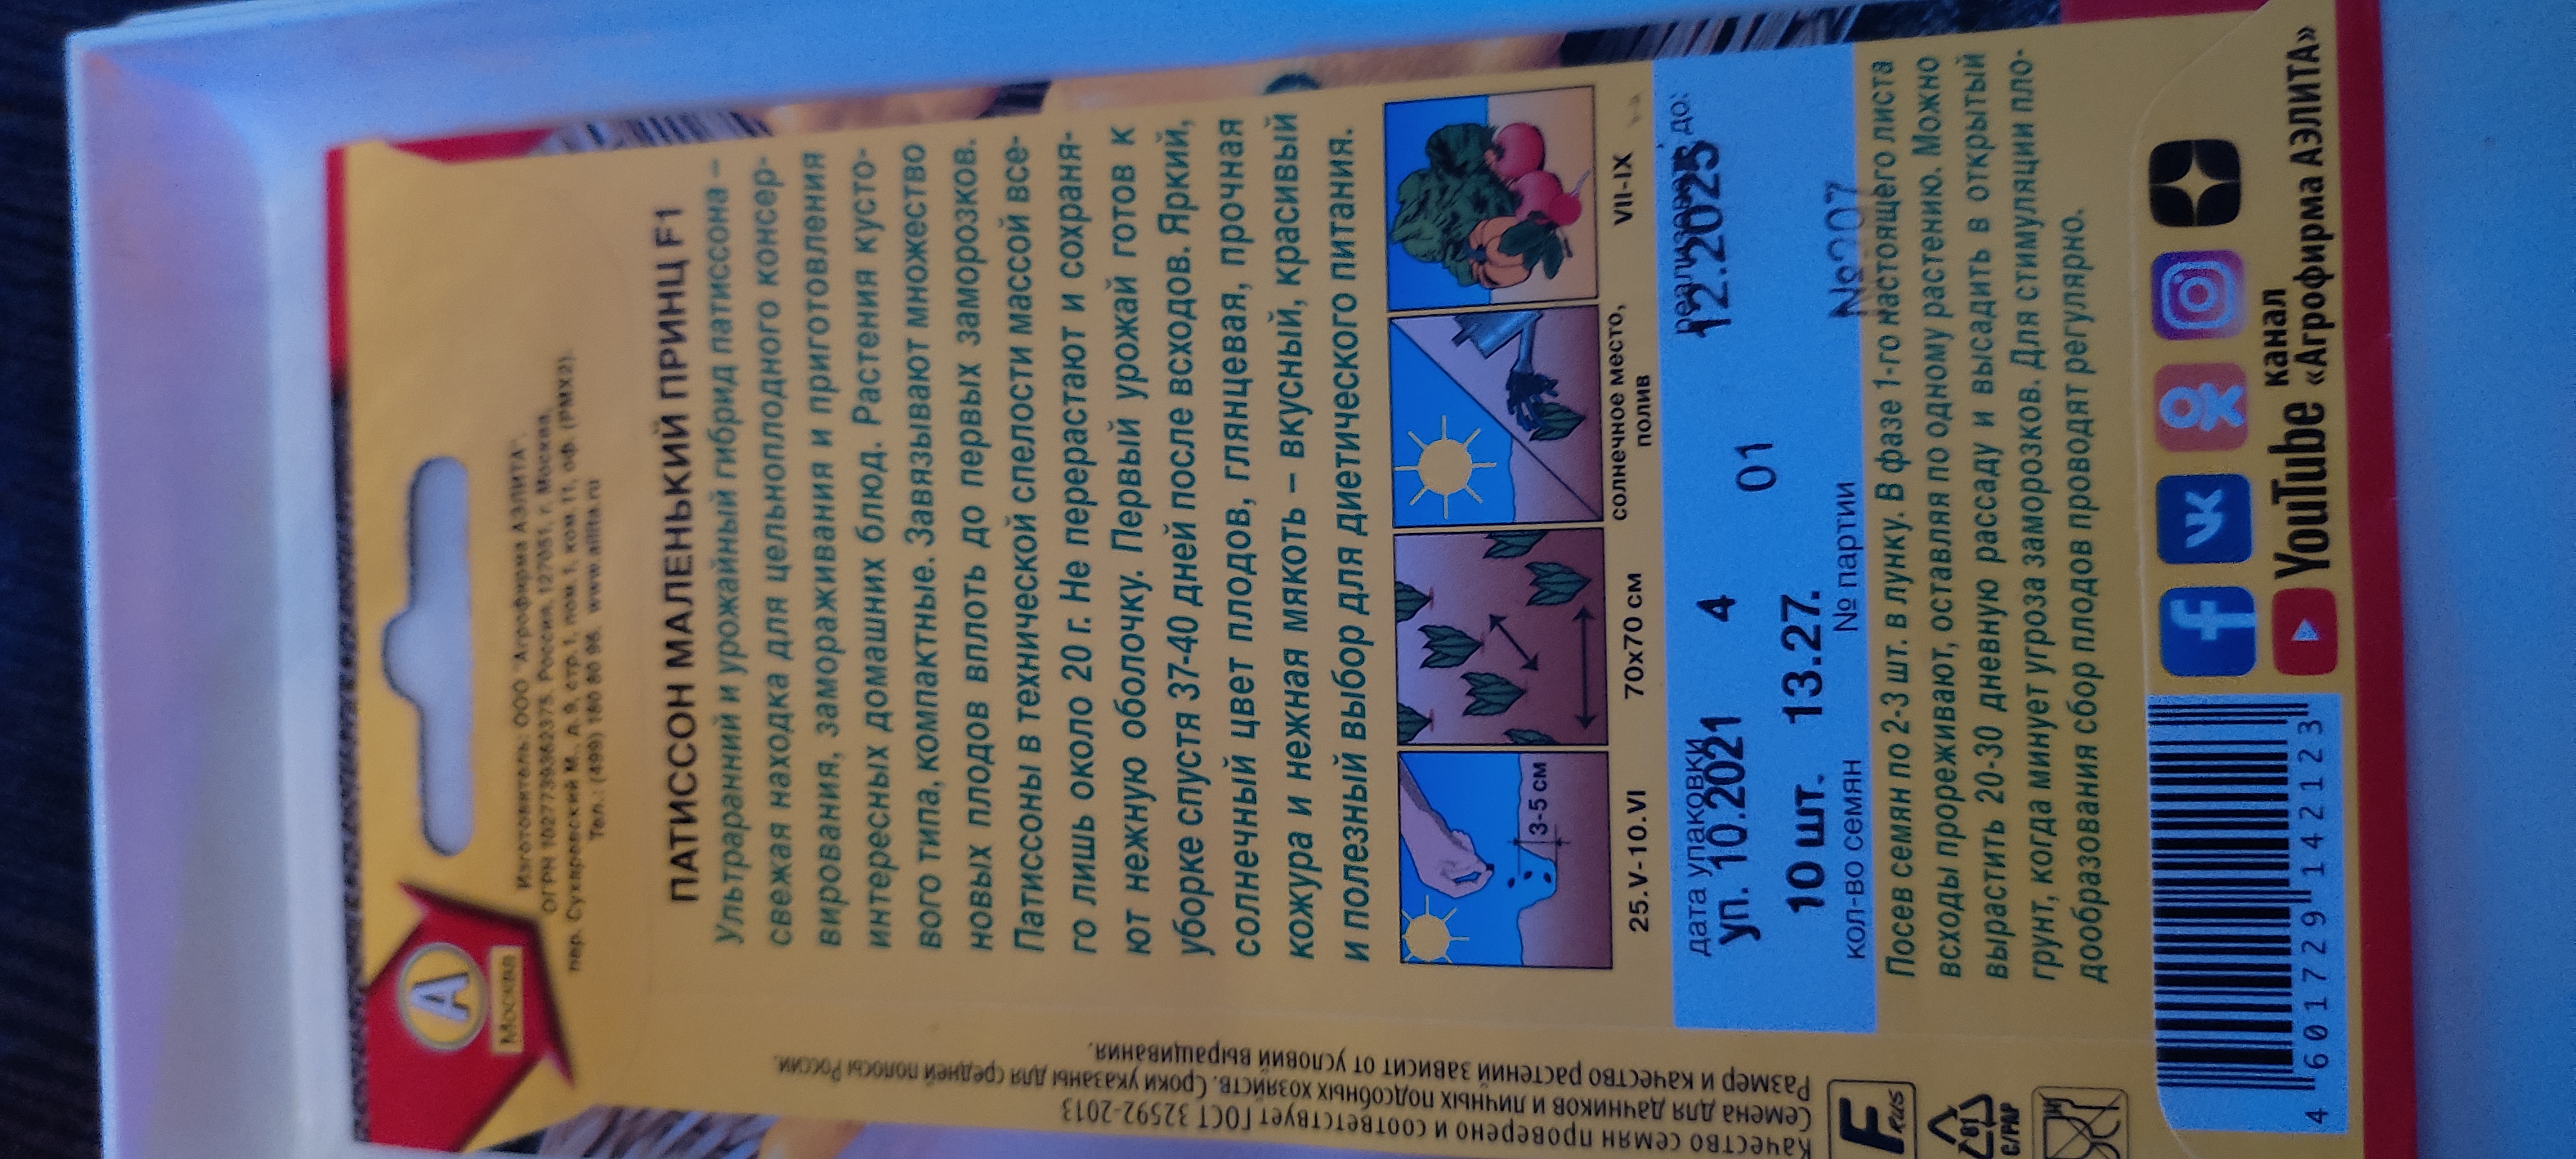 А
Москва
Изготовитель: ООО "Агрофирма АЭЛИТА",
ОГРН 1027739362375, Россия, 127051, г. Москва,
пер. Сухаревский М., д. 9, стр. 1, пом. 1, ком. 11, оф. (РМХ2).
Тел.: (499) 180 80 96. www.ailita.ru
ПАТИССОН МАЛЕНЬКИЙ ПРИНЦ F1
Ультраранний и урожайный гибрид патиссона –
свежая находка для цельноплодного консер-
вирования, замораживания и приготовления
интересных домашних блюд. Растения кусто-
вого типа, компактные. Завязывают множество
новых плодов вплоть до первых заморозков.
Патиссоны в технической спелости массой все-
го лишь около 20 г. Не перерастают и сохраня-
ют нежную оболочку. Первый урожай готов к
уборке спустя 37-40 дней после всходов. Яркий,
солнечный цвет плодов, глянцевая, прочная
кожура и нежная мякоть – вкусный, красивый
и полезный выбор для диетического питания.
3-5 см
25.V-10.VI
70х70 см
солнечное место,
полив
VII-IX
дата упаковки
реализовать до:
уп. 10.2021 4
12.2025
01
10 шт. 13.27.
кол-во семян
№ партии
№207
Посев семян по 2-3 шт. в лунку. В фазе 1-го настоящего листа
всходы прореживают, оставляя по одному растению. Можно
вырастить 20-30 дневную рассаду и высадить в открытый
грунт, когда минует угроза заморозков. Для стимуляции пло-
дообразования сбор плодов проводят регулярно.
4 601729 142123
YouTube канал
«Агрофирма АЭЛИТА»
Качество семян проверено и соответствует ГОСТ 32592-2013
Семена для дачников и личных подсобных хозяйств. Сроки указаны для средней полосы России.
Размер и качество растений зависит от условий выращивания.
F RUS
81
C/PAP